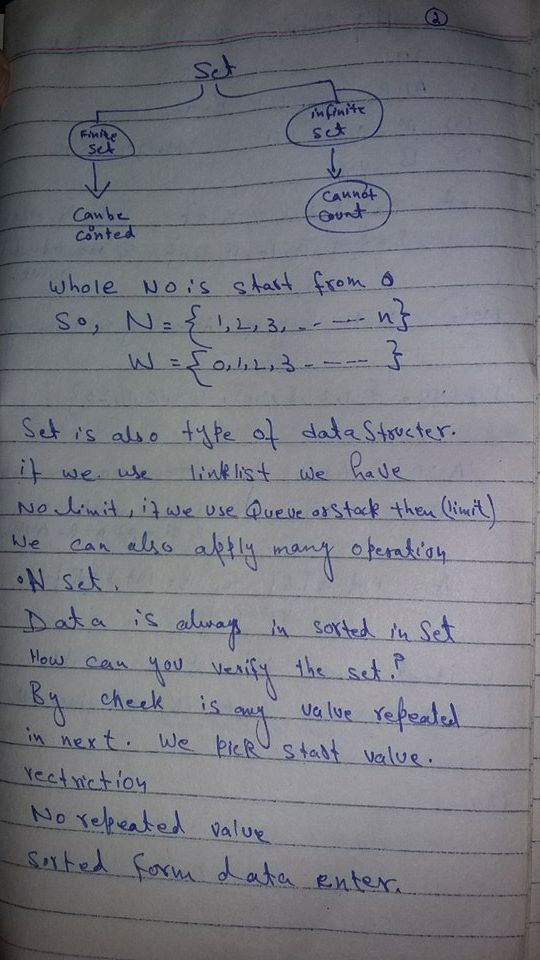 2
Set
Finite
set
infinite
set
Canbe
conted
Cannot
count
Whole No is start from 0
So, N = { 1, 2, 3, ------- n}
W = { 0, 1, 2, 3 ------ }
Set is also type of data Structer.
if we use linklist we have
No limit, if we use Queue or stack then (limit)
We can also apply many operation
oN set.
Data is always in sorted in Set
How can you verify the set?
By check is any value repeated
in next. We pick start value.
rectriction
No repeated value
sorted form data enter.